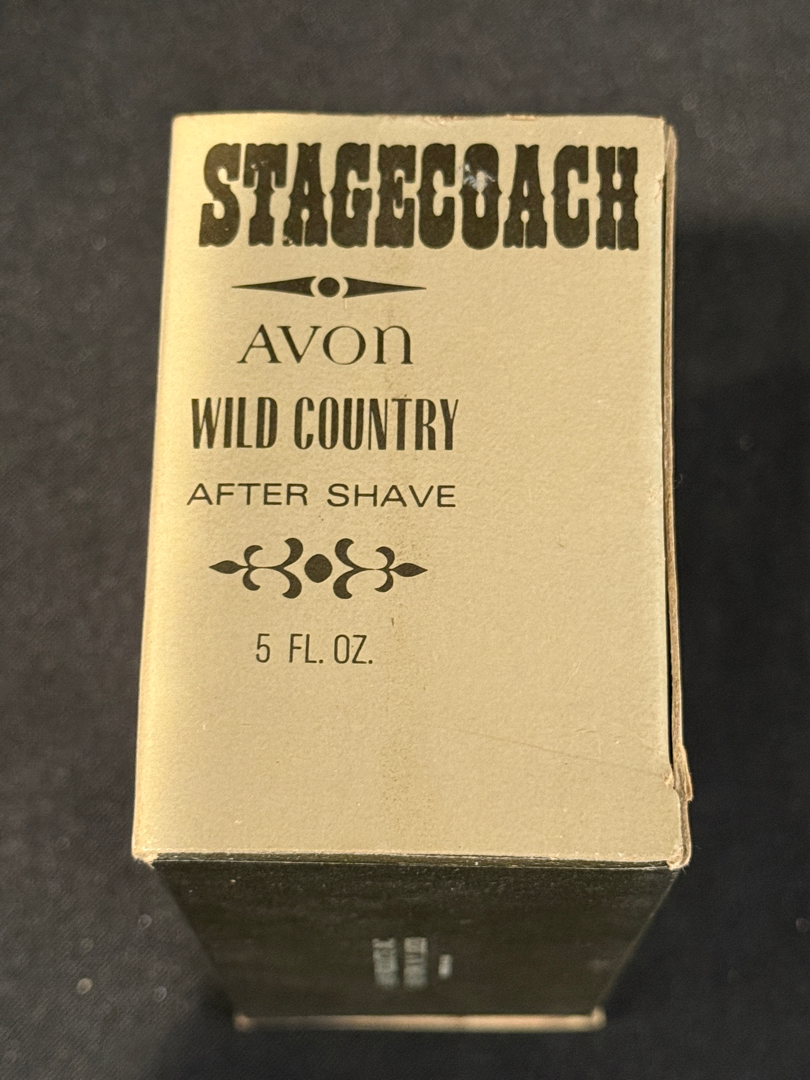 STAGECOACH
AVON
WILD COUNTRY
AFTER SHAVE
5 FL. OZ.